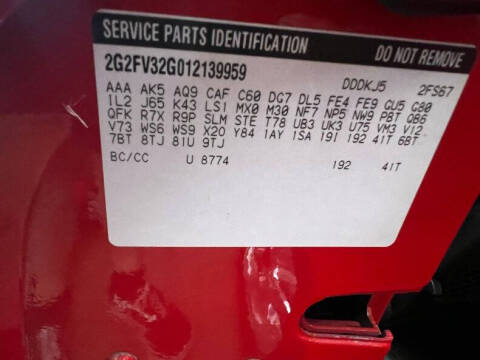 SERVICE PARTS IDENTIFICATION DO NOT REMOVE
2G2FV32G012139959 DDDKJ5 2FS67
AAA AK5 AQ9 CAF C60 DG7 DL5 FE4 FE9 GU5 G80
IL2 J65 K43 LS1 MX0 M30 NF7 NP5 NW9 P8T Q86
QFK R7X R9P SLM STE T78 UB3 UK3 U75 VM3 V12
V73 WS6 WS9 X20 Y84 1AY 1SA 19I 192 41T 6BT
7BT 8TJ 81U 9TJ
BC/CC U 8774 192 41T